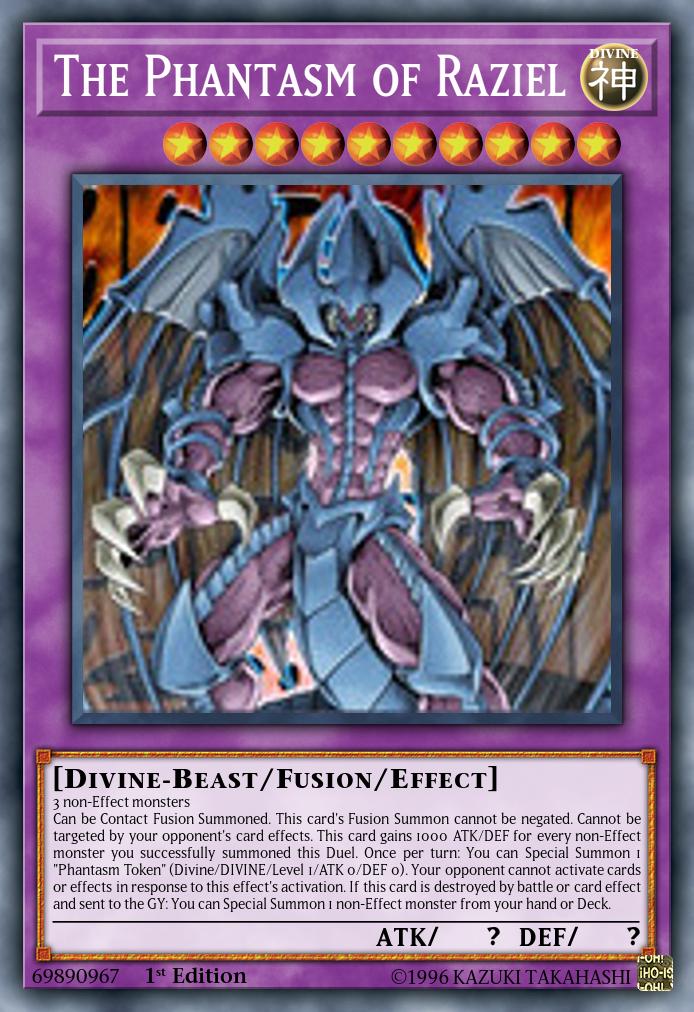 THE PHANTASM OF RAZIEL
DIVINE
神
[DIVINE-BEAST/FUSION/EFFECT]
3 non-Effect monsters
Can be Contact Fusion Summoned. This card's Fusion Summon cannot be negated. Cannot be
targeted by your opponent's card effects. This card gains 1000 ATK/DEF for every non-Effect
monster you successfully summoned this Duel. Once per turn: You can Special Summon 1
"Phantasm Token" (Divine/DIVINE/Level 1/ATK 0/DEF 0). Your opponent cannot activate cards
or effects in response to this effect's activation. If this card is destroyed by battle or card effect
and sent to the GY: You can Special Summon 1 non-Effect monster from your hand or Deck.
ATK/ ? DEF/ ?
69890967 1st Edition ©1996 KAZUKI TAKAHASHI